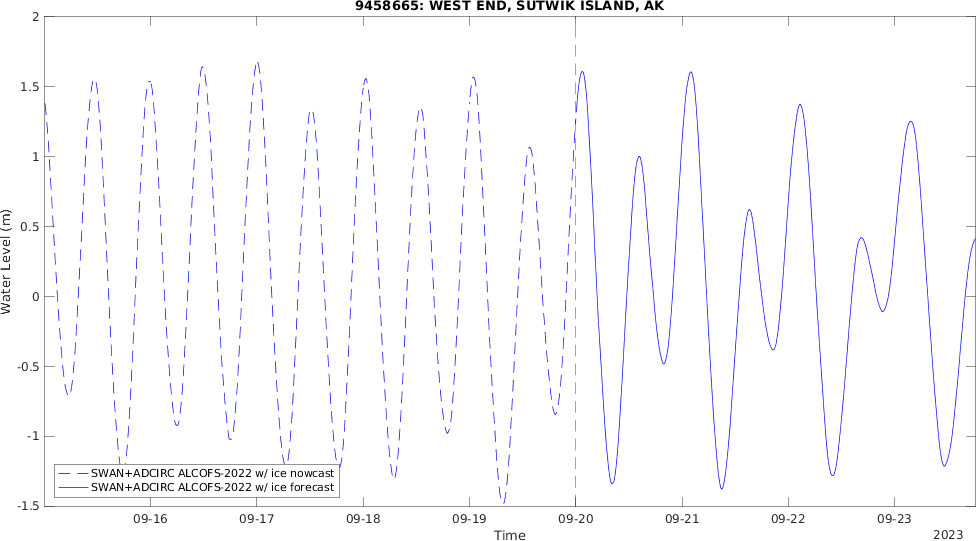 9458665: WEST END, SUTWIK ISLAND, AK
2
1.5
1
0.5
0
-0.5
-1
-1.5
Water Level (m)
SWAN+ADCIRC ALCOFS-2022 w/ ice nowcast
SWAN+ADCIRC ALCOFS-2022 w/ ice forecast
09-16 09-17 09-18 09-19 09-20 09-21 09-22 09-23
Time
2023